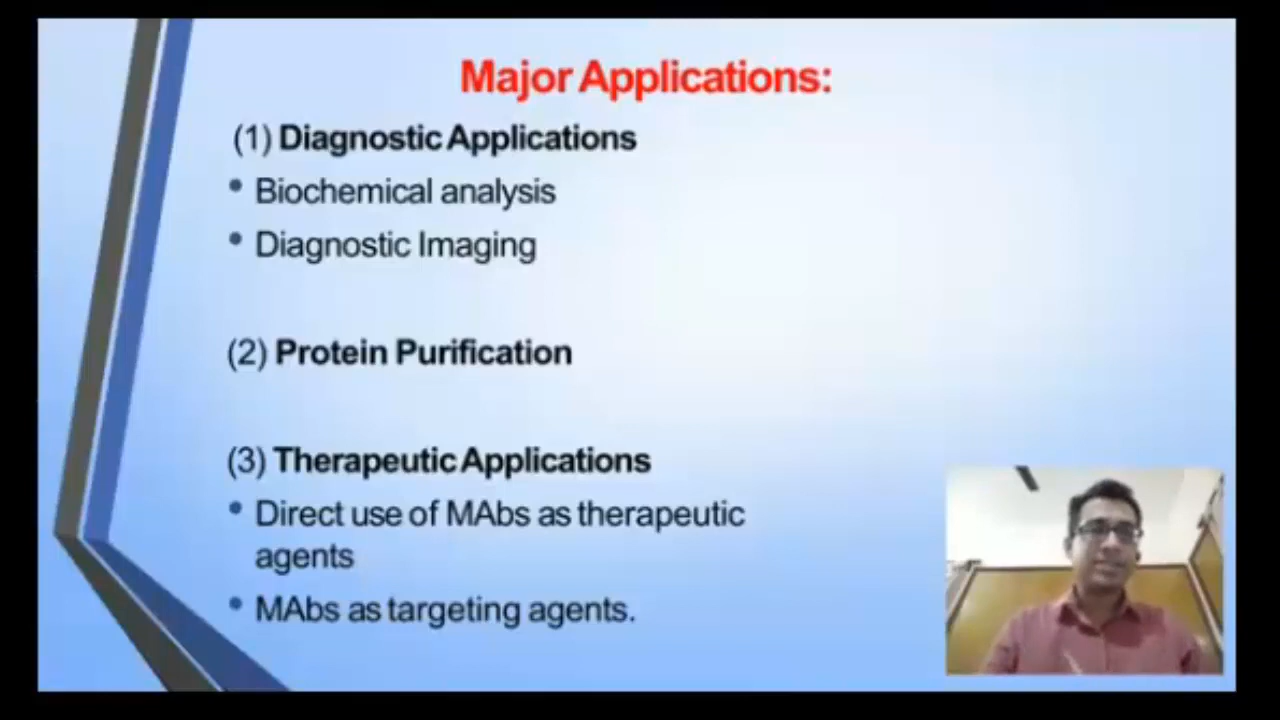 Major Applications:
(1) Diagnostic Applications
• Biochemical analysis
• Diagnostic Imaging
(2) Protein Purification
(3) Therapeutic Applications
• Direct use of MAbs as therapeutic
agents
• MAbs as targeting agents.